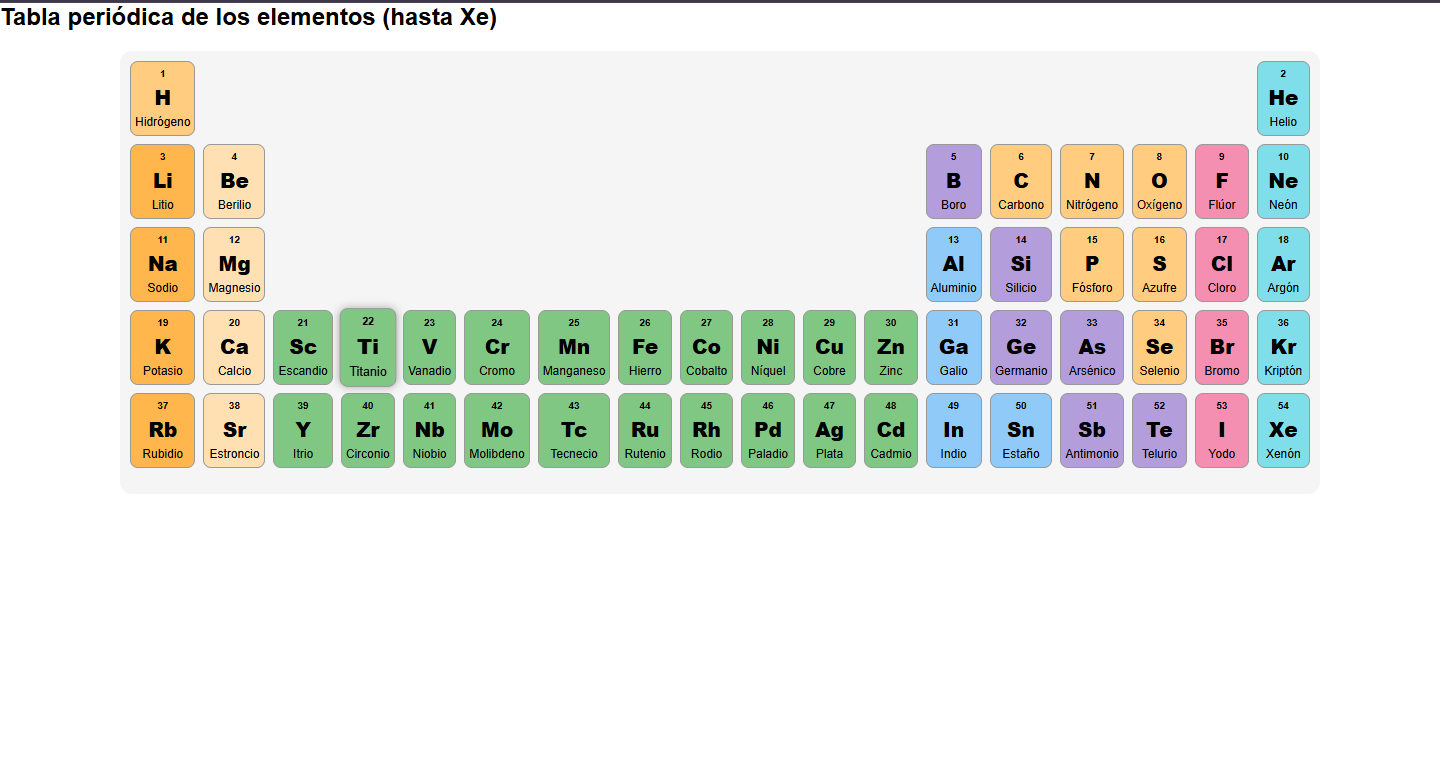 Tabla periódica de los elementos (hasta Xe)
1 2
H He
Hidrógeno Helio
3 4 5 6 7 8 9 10
Li Be B C N O F Ne
Litio Berilio Boro Carbono Nitrógeno Oxígeno Flúor Neón
11 12 13 14 15 16 17 18
Na Mg Al Si P S Cl Ar
Sodio Magnesio Aluminio Silicio Fósforo Azufre Cloro Argón
19 20 21 22 23 24 25 26 27 28 29 30 31 32 33 34 35 36
K Ca Sc Ti V Cr Mn Fe Co Ni Cu Zn Ga Ge As Se Br Kr
Potasio Calcio Escandio Titanio Vanadio Cromo Manganeso Hierro Cobalto Níquel Cobre Zinc Galio Germanio Arsénico Selenio Bromo Kriptón
37 38 39 40 41 42 43 44 45 46 47 48 49 50 51 52 53 54
Rb Sr Y Zr Nb Mo Tc Ru Rh Pd Ag Cd In Sn Sb Te I Xe
Rubidio Estroncio Itrio Circonio Niobio Molibdeno Tecnecio Rutenio Rodio Paladio Plata Cadmio Indio Estaño Antimonio Telurio Yodo Xenón